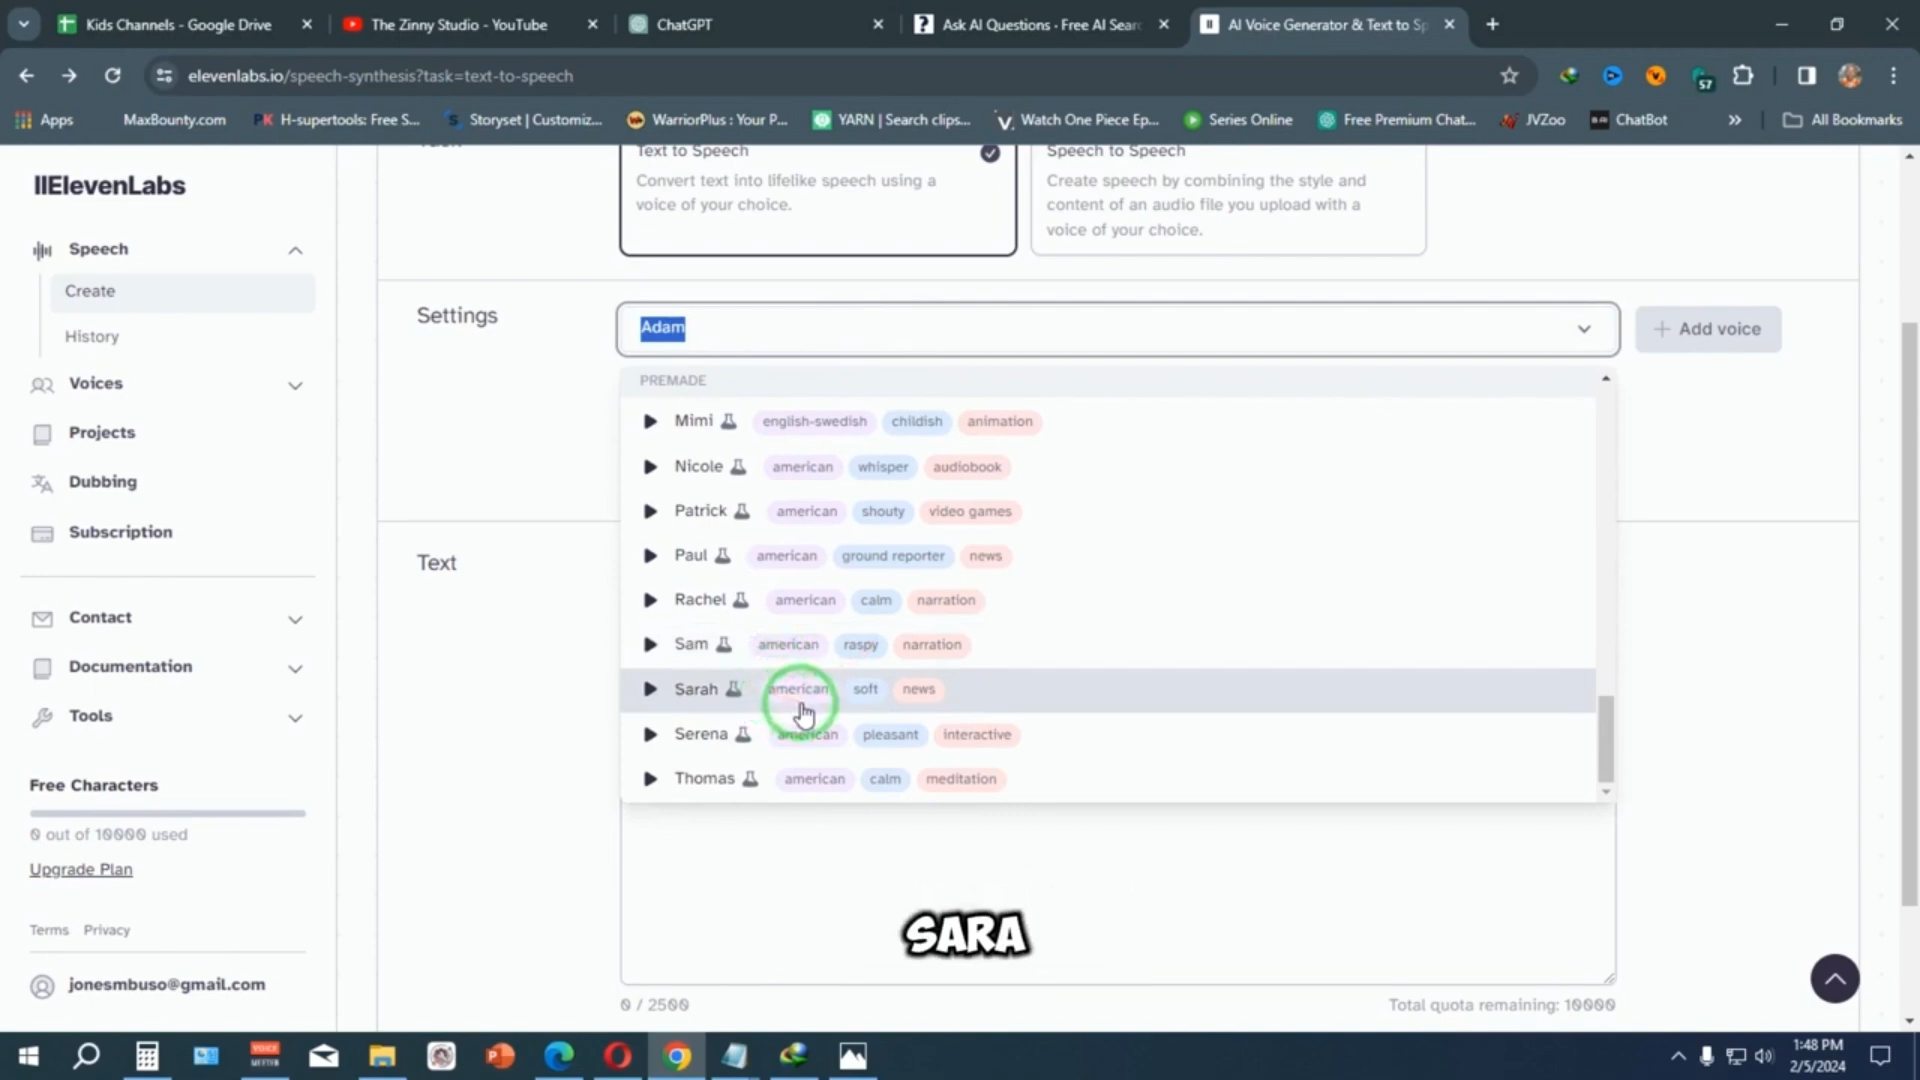 Kids Channels - Google Drive
The Zinny Studio - YouTube
ChatGPT
Ask AI Questions · Free AI Sear
AI Voice Generator & Text to Sp
elevenlabs.io/speech-synthesis?task=text-to-speech
57
Apps
MaxBounty.com
H-supertools: Free S...
Storyset | Customiz...
WarriorPlus : Your P...
YARN | Search clips...
Watch One Piece Ep...
Series Online
Free Premium Chat...
JVZoo
ChatBot
All Bookmarks
IIElevenLabs
Speech
Create
History
Voices
Projects
Dubbing
Subscription
Contact
Documentation
Tools
Free Characters
0 out of 10000 used
Upgrade Plan
Terms Privacy
jonesmbuso@gmail.com
Text to Speech
Convert text into lifelike speech using a
voice of your choice.
Speech to Speech
Create speech by combining the style and
content of an audio file you upload with a
voice of your choice.
Settings
Adam
+ Add voice
PREMADE
Mimi english-swedish childish animation
Nicole american whisper audiobook
Patrick american shouty video games
Paul american ground reporter news
Rachel american calm narration
Sam american raspy narration
Sarah american soft news
Serena american pleasant interactive
Thomas american calm meditation
Text
SARA
0 / 2500
Total quota remaining: 10000
VOICE
MEETER
1:48 PM
2/5/2024